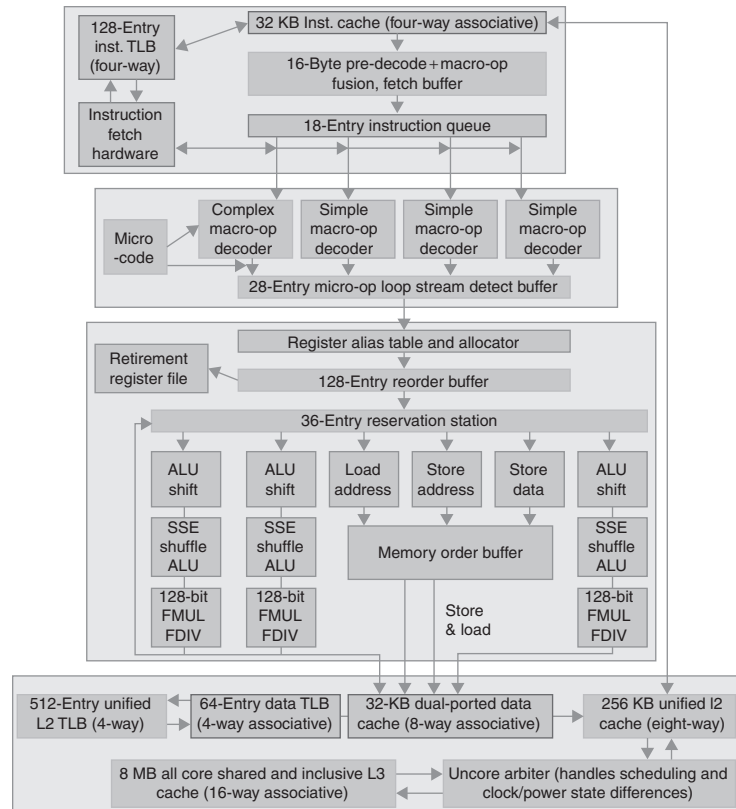 128-Entry
inst. TLB
(four-way)
32 KB Inst. cache (four-way associative)
16-Byte pre-decode+macro-op
fusion, fetch buffer
Instruction
fetch
hardware
18-Entry instruction queue
Micro
-code
Complex
macro-op
decoder
Simple
macro-op
decoder
Simple
macro-op
decoder
Simple
macro-op
decoder
28-Entry micro-op loop stream detect buffer
Register alias table and allocator
Retirement
register file
128-Entry reorder buffer
36-Entry reservation station
ALU
shift
ALU
shift
Load
address
Store
address
Store
data
ALU
shift
SSE
shuffle
ALU
SSE
shuffle
ALU
Memory order buffer
SSE
shuffle
ALU
128-bit
FMUL
FDIV
128-bit
FMUL
FDIV
Store
& load
128-bit
FMUL
FDIV
512-Entry unified
L2 TLB (4-way)
64-Entry data TLB
(4-way associative)
32-KB dual-ported data
cache (8-way associative)
256 KB unified l2
cache (eight-way)
8 MB all core shared and inclusive L3
cache (16-way associative)
Uncore arbiter (handles scheduling and
clock/power state differences)